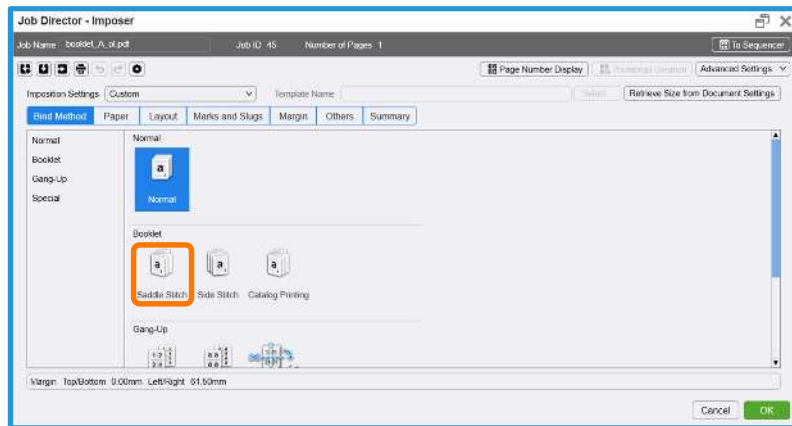 Job Director - Imposer
Job Name booklet_A_ol.pdf Job ID 45 Number of Pages 1 To Sequencer
Page Number Display Advanced Settings
Imposition Settings Custom Template Name Select Retrieve Size from Document Settings
Bind Method Paper Layout Marks and Slugs Margin Others Summary
Normal
Booklet
Gang-Up
Special
Normal
a
Normal
Booklet
a a a
Saddle Stitch Side Stitch Catalog Printing
Gang-Up
Margin Top/Bottom 0.00mm Left/Right 61.50mm
Cancel OK